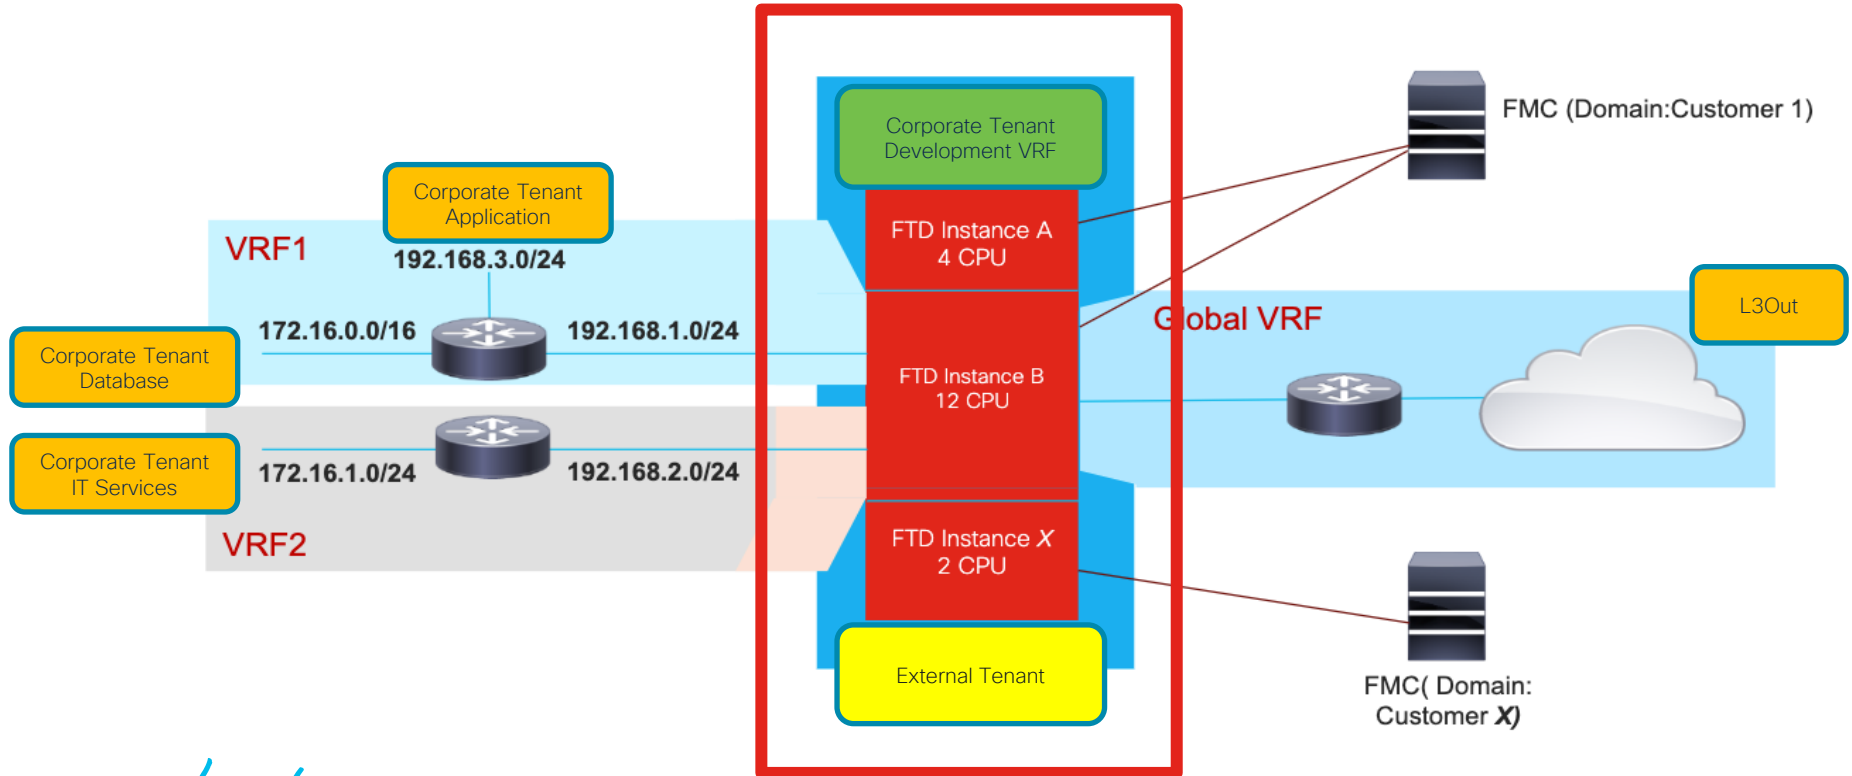 Corporate Tenant
Development VRF
FMC (Domain:Customer 1)
Corporate Tenant
Application
VRF1
192.168.3.0/24
FTD Instance A
4 CPU
L3Out
Global VRF
172.16.0.0/16
192.168.1.0/24
Corporate Tenant
Database
FTD Instance B
12 CPU
Corporate Tenant
IT Services
172.16.1.0/24
192.168.2.0/24
VRF2
FTD Instance X
2 CPU
External Tenant
FMC( Domain:
Customer X)